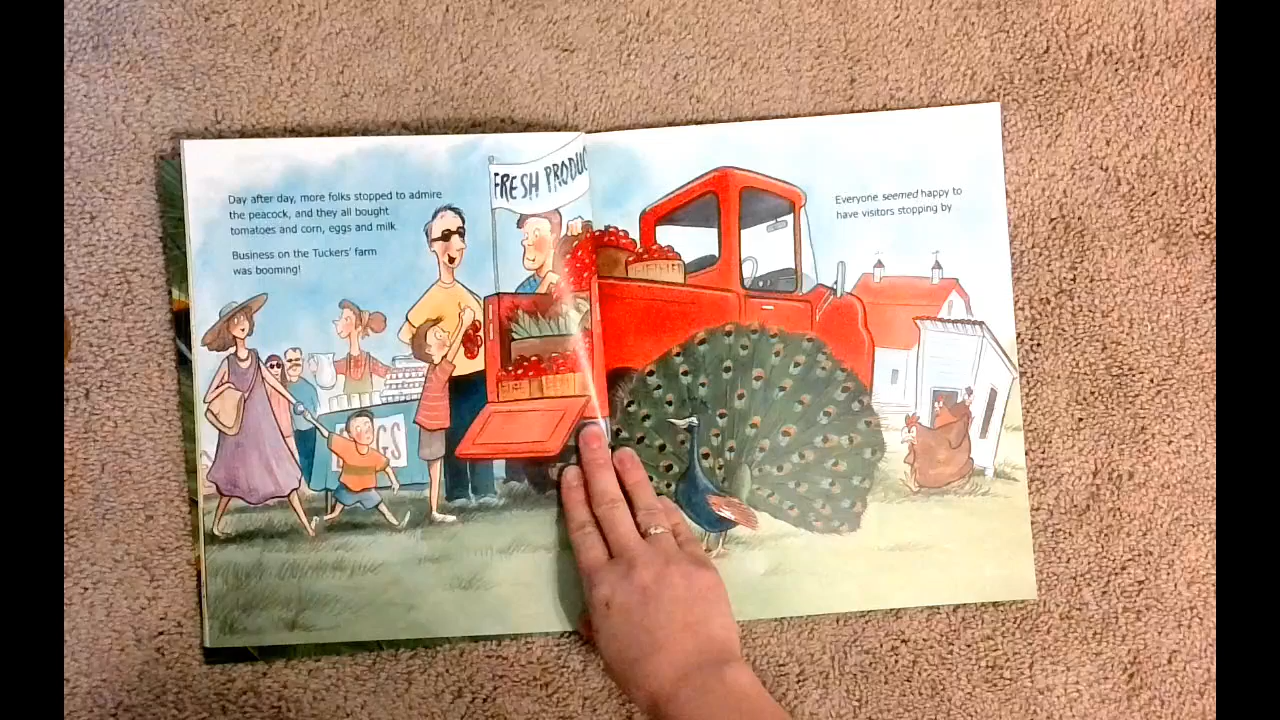 Day after day, more folks stopped to admire
the peacock, and they all bought
tomatoes and corn, eggs and milk.
Business on the Tuckers' farm
was booming!
FRESH PRODUC
GGS
Everyone seemed happy to
have visitors stopping by